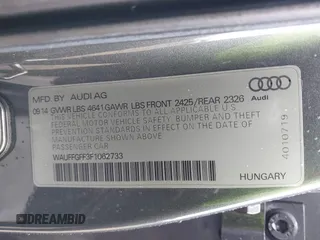 MFD. BY AUDI AG
09.14 GVWR LBS 4641 GAWR LBS FRONT 2425/REAR 2326
THIS VEHICLE CONFORMS TO ALL APPLICABLE U.S.
FEDERAL MOTOR VEHICLE SAFETY, BUMPER AND THEFT
PREVENTION STANDARDS IN EFFECT ON THE DATE OF
MANUFACTURE SHOWN ABOVE
PASSENGER CAR
WAUFFGFF3F1062733
Audi
4010719
HUNGARY
DREAMBID